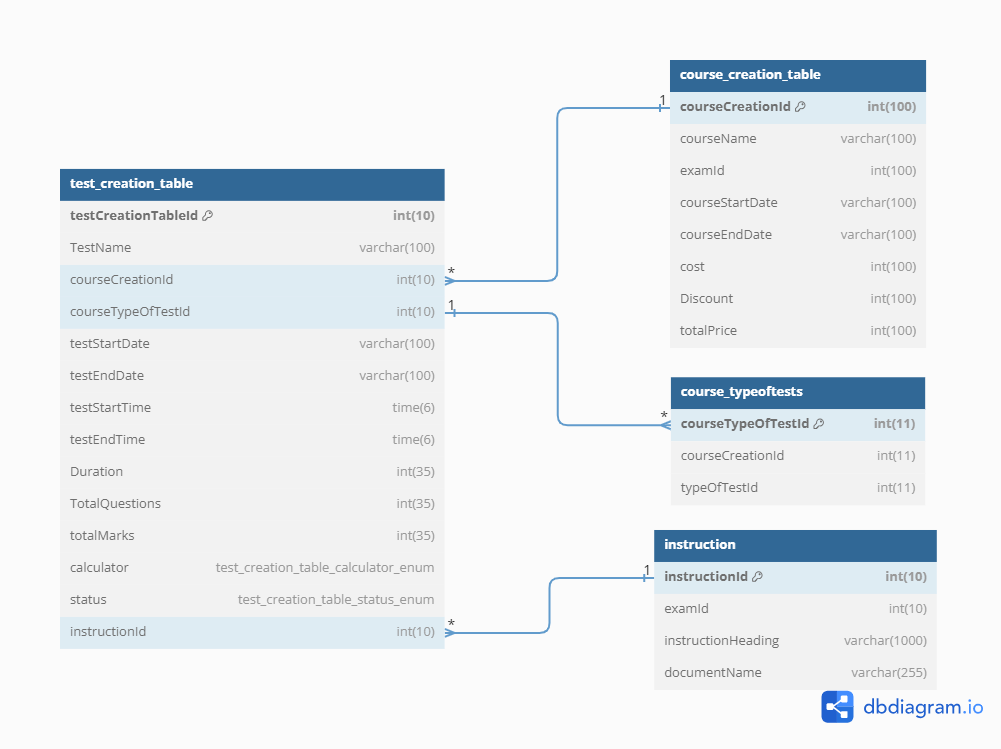 test_creation_table
testCreationTableId int(10)
TestName varchar(100)
courseCreationId int(10)
*
courseTypeOfTestId int(10)
1
testStartDate varchar(100)
testEndDate varchar(100)
testStartTime time(6)
testEndTime time(6)
Duration int(35)
TotalQuestions int(35)
totalMarks int(35)
calculator test_creation_table_calculator_enum
status test_creation_table_status_enum
instructionId int(10)
*
course_creation_table
1
courseCreationId int(100)
courseName varchar(100)
examId int(100)
courseStartDate varchar(100)
courseEndDate varchar(100)
cost int(100)
Discount int(100)
totalPrice int(100)
course_typeoftests
*
courseTypeOfTestId int(11)
courseCreationId int(11)
typeOfTestId int(11)
instruction
1
instructionId int(10)
examId int(10)
instructionHeading varchar(1000)
documentName varchar(255)
dbdiagram.io